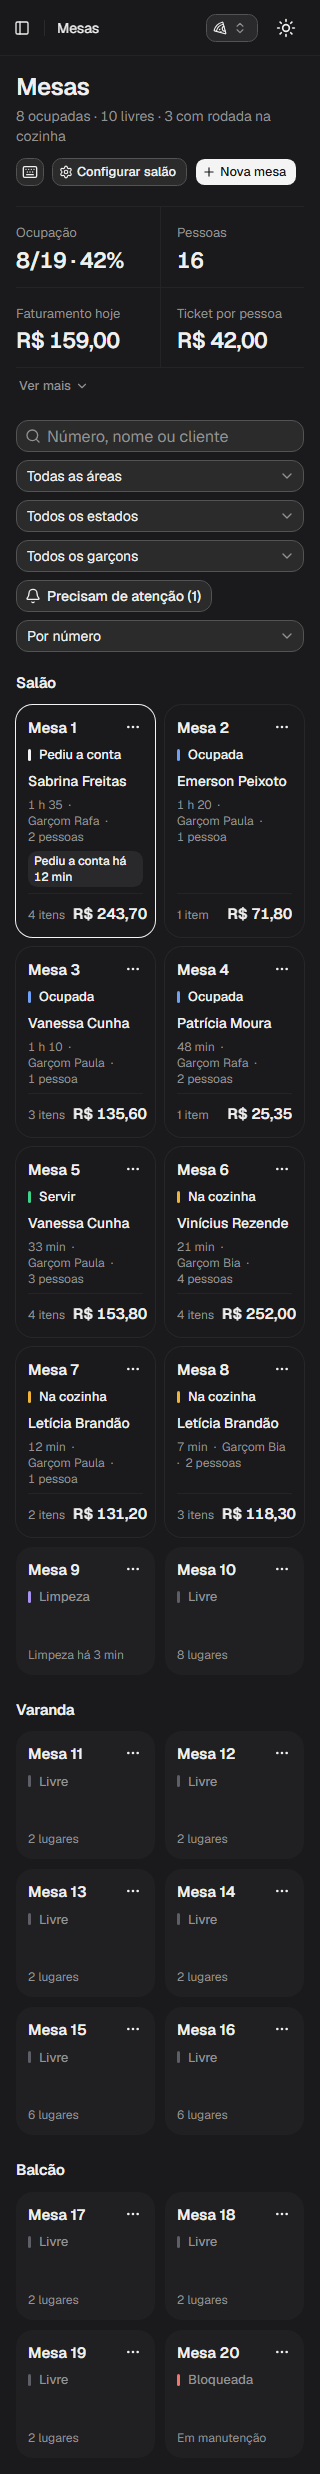 Mesas
Mesas
8 ocupadas · 10 livres · 3 com rodada na
cozinha
Configurar salão
Nova mesa
Ocupação
8/19 · 42%
Pessoas
16
Faturamento hoje
R$ 159,00
Ticket por pessoa
R$ 42,00
Ver mais
Número, nome ou cliente
Todas as áreas
Todos os estados
Todos os garçons
Precisam de atenção (1)
Por número
Salão
Mesa 1
Pediu a conta
Sabrina Freitas
1 h 35 ·
Garçom Rafa ·
2 pessoas
Pediu a conta há
12 min
4 itens R$ 243,70
Mesa 2
Ocupada
Emerson Peixoto
1 h 20 ·
Garçom Paula ·
1 pessoa
1 item R$ 71,80
Mesa 3
Ocupada
Vanessa Cunha
1 h 10 ·
Garçom Paula ·
1 pessoa
3 itens R$ 135,60
Mesa 4
Ocupada
Patrícia Moura
48 min ·
Garçom Rafa ·
2 pessoas
1 item R$ 25,35
Mesa 5
Servir
Vanessa Cunha
33 min ·
Garçom Paula ·
3 pessoas
4 itens R$ 153,80
Mesa 6
Na cozinha
Vinícius Rezende
21 min ·
Garçom Bia ·
4 pessoas
4 itens R$ 252,00
Mesa 7
Na cozinha
Letícia Brandão
12 min ·
Garçom Paula ·
1 pessoa
2 itens R$ 131,20
Mesa 8
Na cozinha
Letícia Brandão
7 min · Garçom Bia
· 2 pessoas
3 itens R$ 118,30
Mesa 9
Limpeza
Limpeza há 3 min
Mesa 10
Livre
8 lugares
Varanda
Mesa 11
Livre
2 lugares
Mesa 12
Livre
2 lugares
Mesa 13
Livre
2 lugares
Mesa 14
Livre
2 lugares
Mesa 15
Livre
6 lugares
Mesa 16
Livre
6 lugares
Balcão
Mesa 17
Livre
2 lugares
Mesa 18
Livre
2 lugares
Mesa 19
Livre
2 lugares
Mesa 20
Bloqueada
Em manutenção